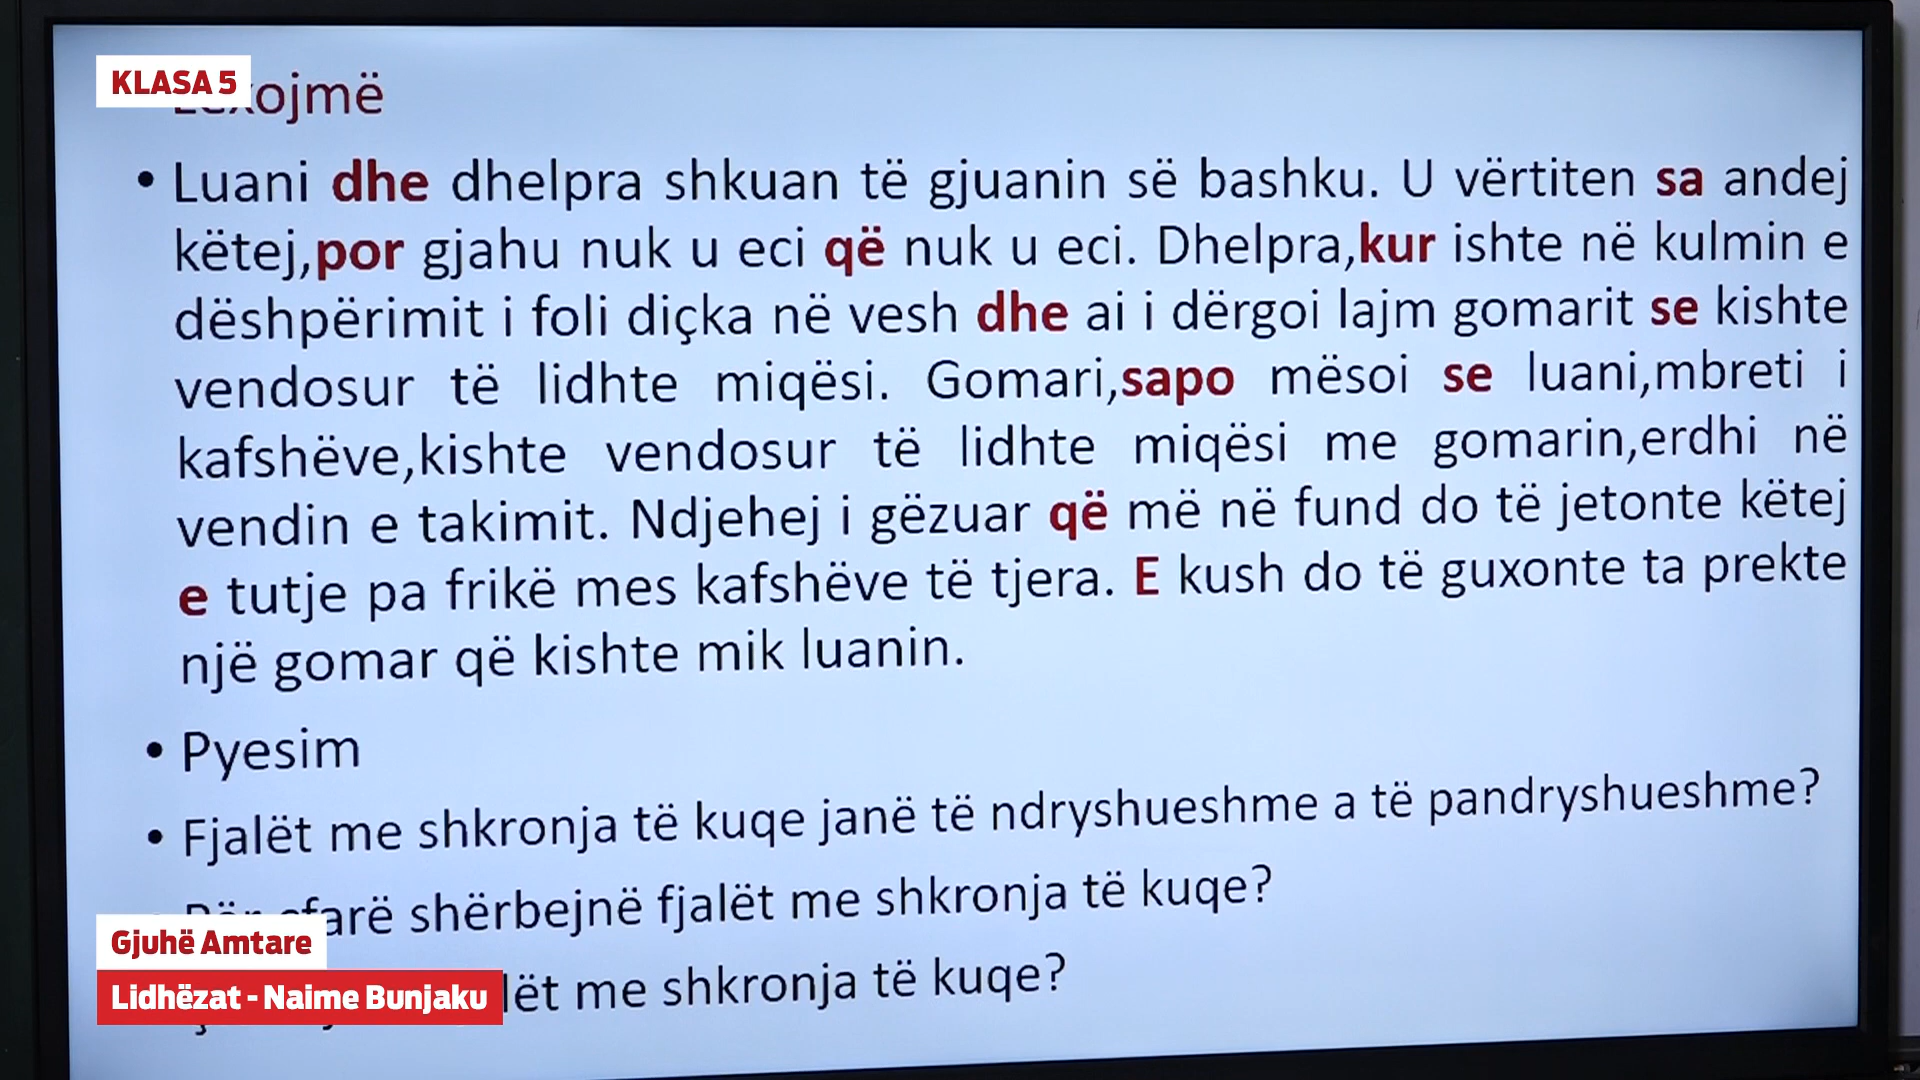 KLASA 5
Lexojmë
• Luani dhe dhelpra shkuan të gjuanin së bashku. U vërtiten sa andej
këtej,por gjahu nuk u eci që nuk u eci. Dhelpra,kur ishte në kulmin e
dëshpërimit i foli diçka në vesh dhe ai i dërgoi lajm gomarit se kishte
vendosur të lidhte miqësi. Gomari,sapo mësoi se luani,mbreti i
kafshëve,kishte vendosur të lidhte miqësi me gomarin,erdhi në
vendin e takimit. Ndjehej i gëzuar që më në fund do të jetonte këtej
e tutje pa frikë mes kafshëve të tjera. E kush do të guxonte ta prekte
një gomar që kishte mik luanin.
• Pyesim
• Fjalët me shkronja të kuqe janë të ndryshueshme a të pandryshueshme?
Për çfarë shërbejnë fjalët me shkronja të kuqe?
Gjuhë Amtare
me shkronja të kuqe?
Lidhëzat - Naime Bunjaku